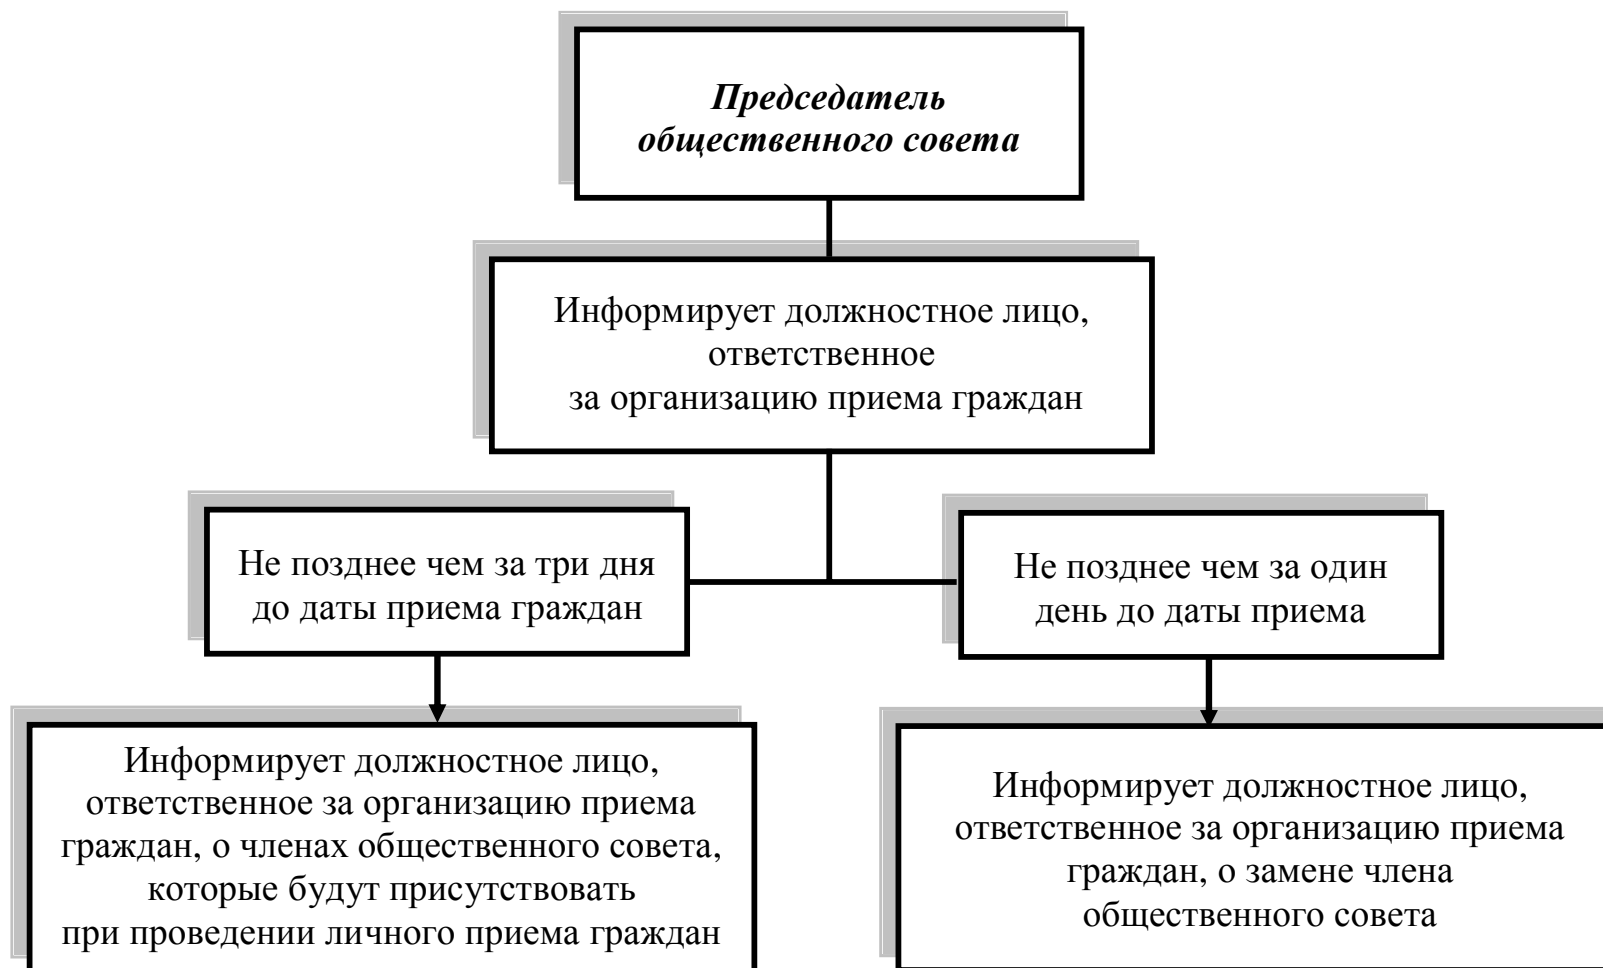 Председатель
общественного совета
Информирует должностное лицо,
ответственное
за организацию приема граждан
Не позднее чем за три дня
до даты приема граждан
Не позднее чем за один
день до даты приема
Информирует должностное лицо,
ответственное за организацию приема
граждан, о членах общественного совета,
которые будут присутствовать
при проведении личного приема граждан
Информирует должностное лицо,
ответственное за организацию приема
граждан, о замене члена
общественного совета